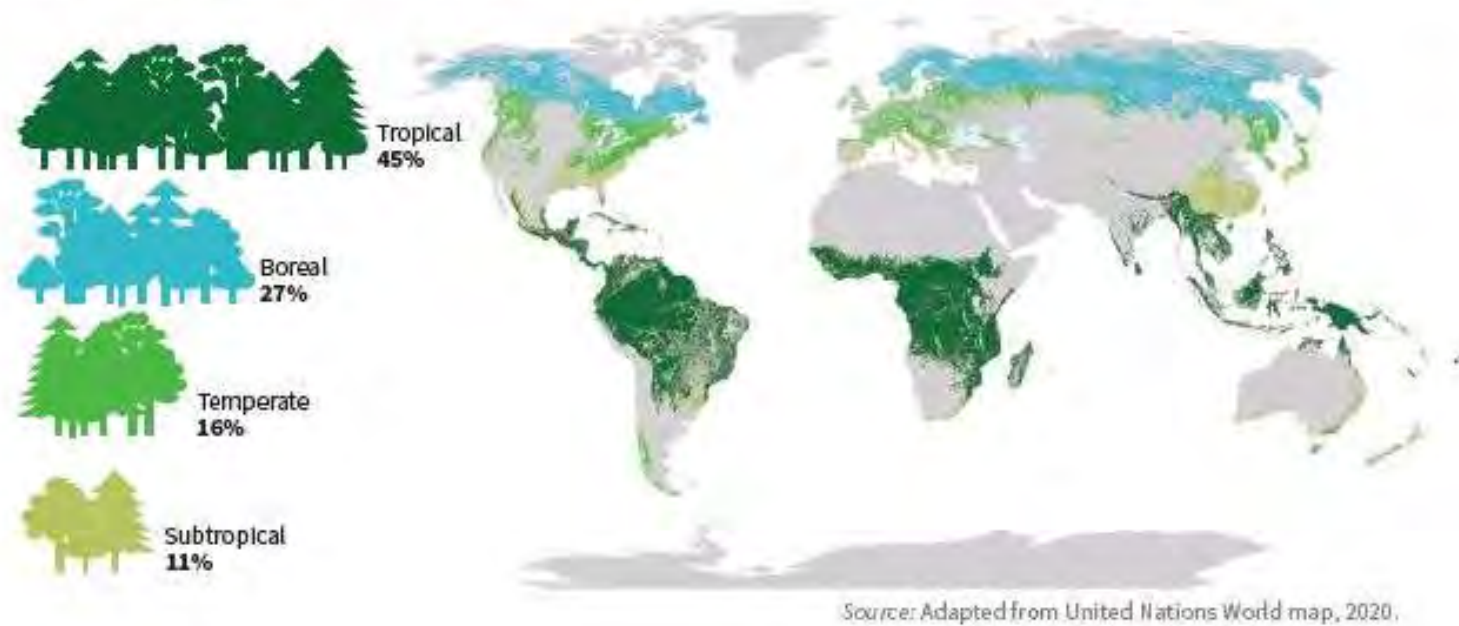 Tropical
45%
Boreal
27%
Temperate
16%
Subtropical
11%
Source: Adapted from United Nations World map, 2020.